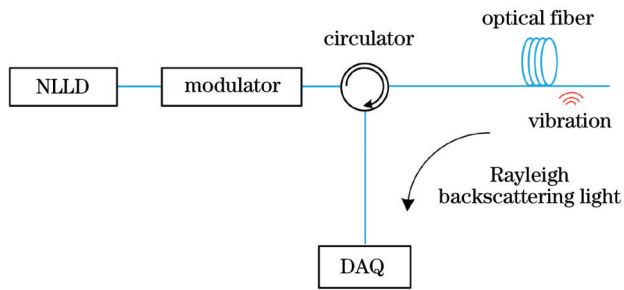 optical fiber
circulator
NLLD
modulator
vibration
Rayleigh
backscattering light
DAQ